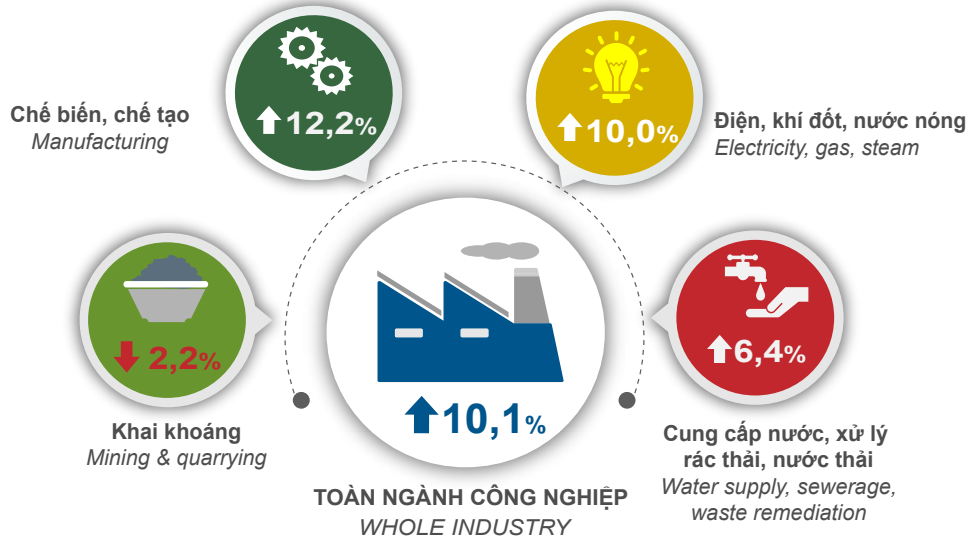 12,2%
Chế biến, chế tạo
Manufacturing
10,0%
Điện, khí đốt, nước nóng
Electricity, gas, steam
2,2%
Khai khoáng
Mining & quarrying
6,4%
Cung cấp nước, xử lý
rác thải, nước thải
Water supply, sewerage,
waste remediation
10,1%
TOÀN NGÀNH CÔNG NGHIỆP
WHOLE INDUSTRY